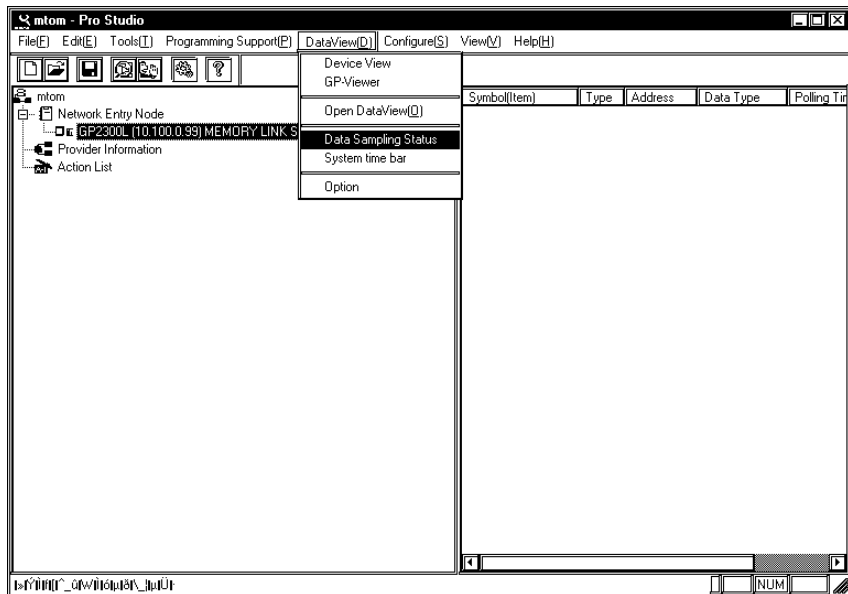 mtom - Pro Studio
File(F) Edit(E) Tools(T) Programming Support(P) DataView(D) Configure(S) View(V) Help(H)
Device View
GP-Viewer
Open DataView(O)
Data Sampling Status
System time bar
Option
mtom
Network Entry Node
GP2300L (10.100.0.99) MEMORY LINK S
Provider Information
Action List
Symbol(Item) Type Address Data Type Polling Tim
NUM